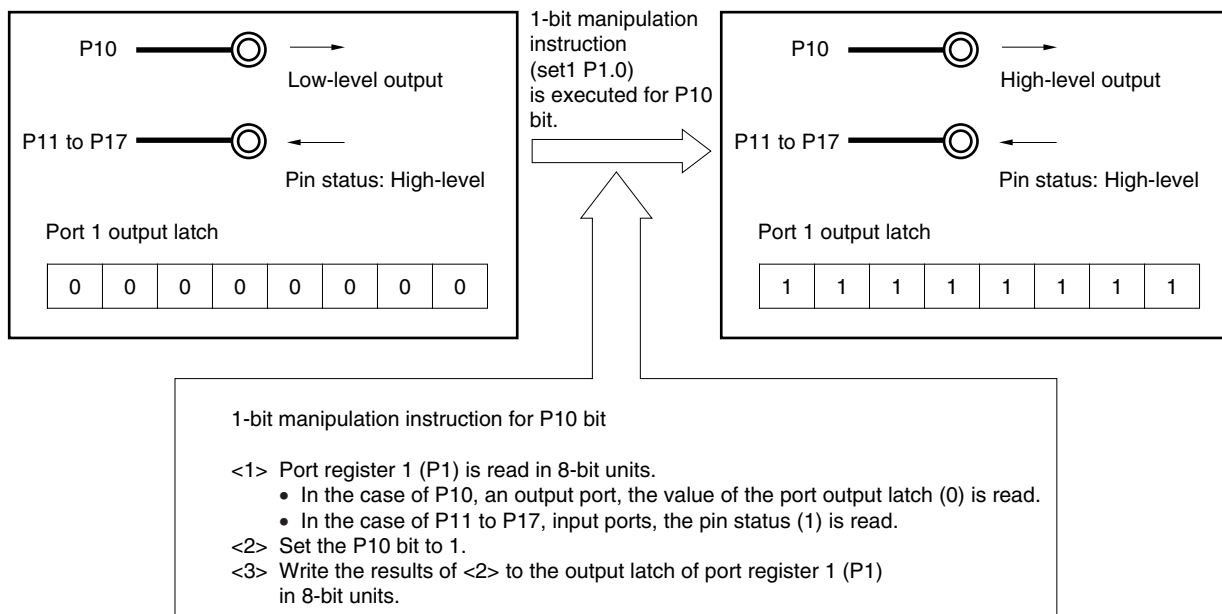 P10
Low-level output
P11 to P17
Pin status: High-level
Port 1 output latch
0 0 0 0 0 0 0 0
1-bit manipulation
instruction
(set1 P1.0)
is executed for P10
bit.
P10
High-level output
P11 to P17
Pin status: High-level
Port 1 output latch
1 1 1 1 1 1 1 1
1-bit manipulation instruction for P10 bit
<1> Port register 1 (P1) is read in 8-bit units.
• In the case of P10, an output port, the value of the port output latch (0) is read.
• In the case of P11 to P17, input ports, the pin status (1) is read.
<2> Set the P10 bit to 1.
<3> Write the results of <2> to the output latch of port register 1 (P1)
in 8-bit units.